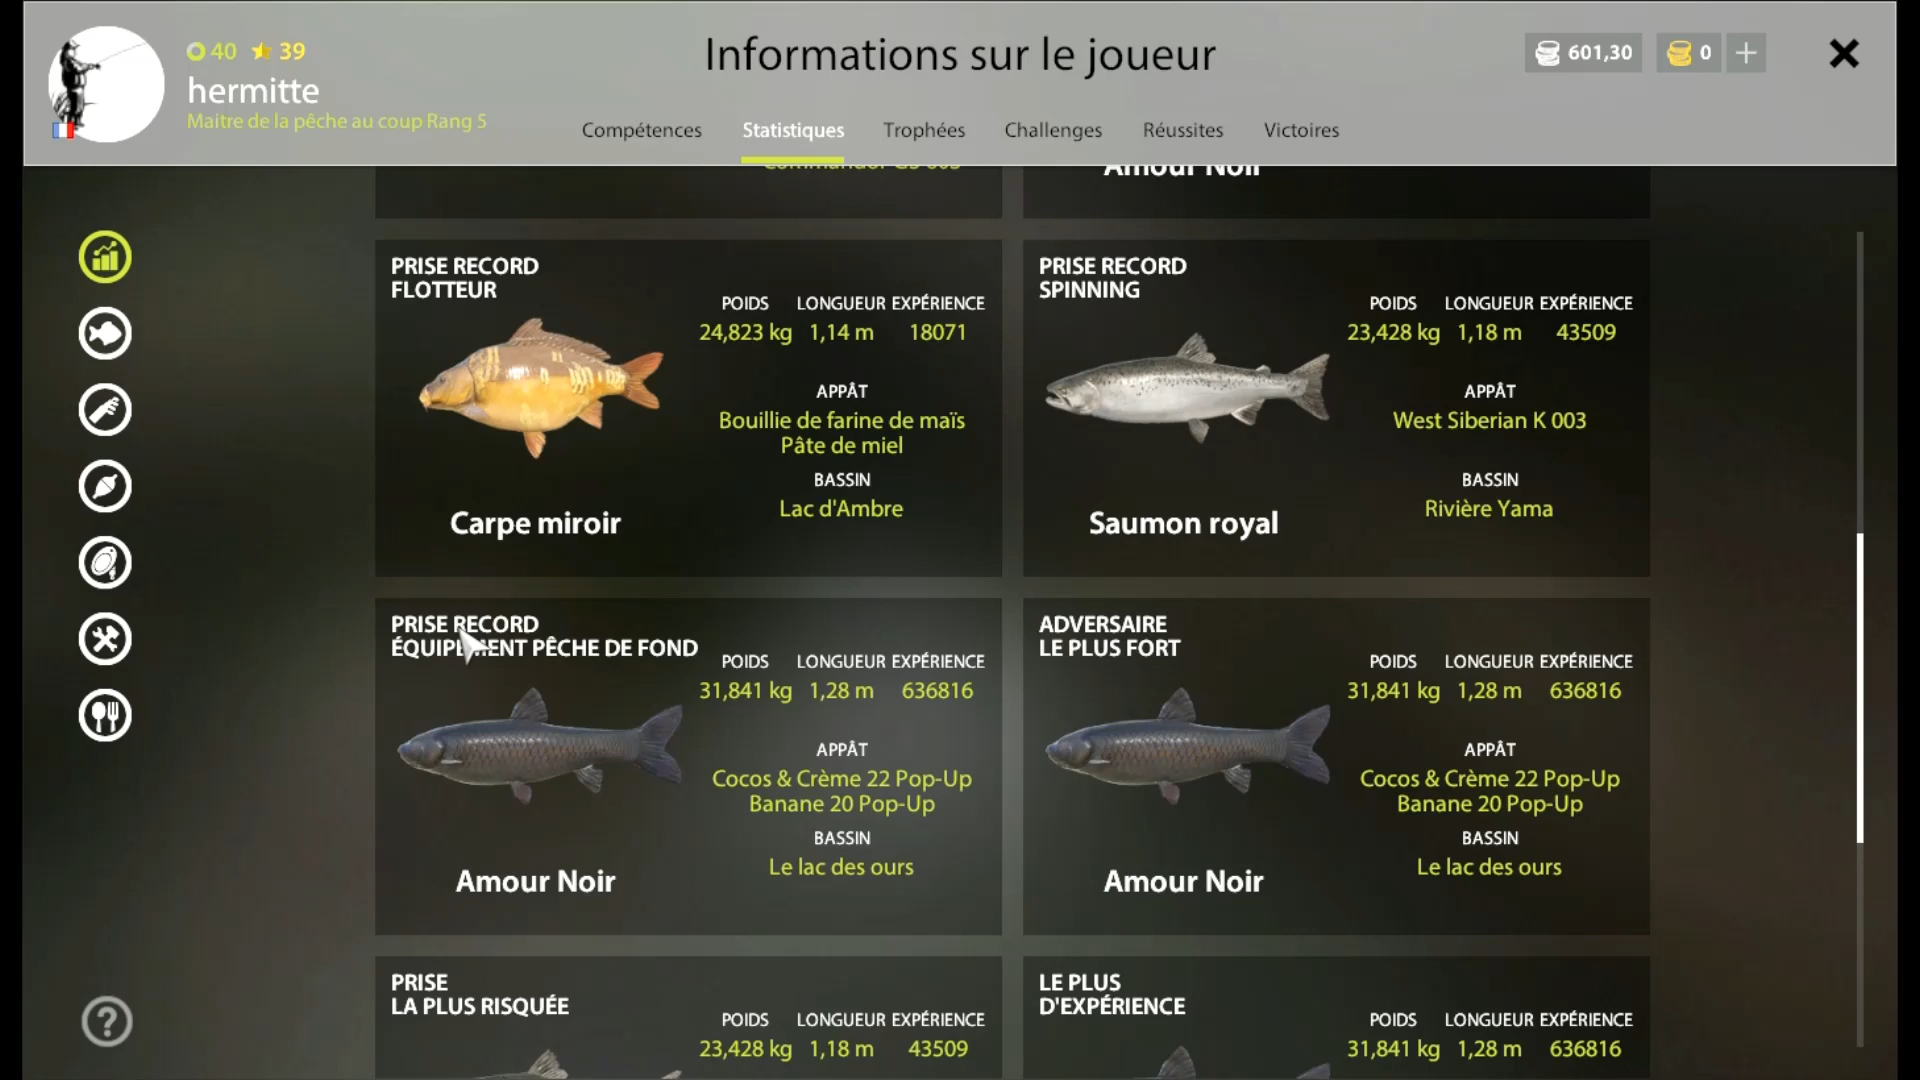 40 39
hermitte
Maitre de la pêche au coup Rang 5
Informations sur le joueur
601,30
0
Compétences
Statistiques
Trophées
Challenges
Réussites
Victoires
Amour Noir
PRISE RECORD
FLOTTEUR
POIDS LONGUEUR EXPÉRIENCE
24,823 kg 1,14 m 18071
APPÂT
Bouillie de farine de maïs
Pâte de miel
BASSIN
Lac d'Ambre
Carpe miroir
PRISE RECORD
SPINNING
POIDS LONGUEUR EXPÉRIENCE
23,428 kg 1,18 m 43509
APPÂT
West Siberian K 003
BASSIN
Rivière Yama
Saumon royal
PRISE RECORD
ÉQUIPEMENT PÊCHE DE FOND
POIDS LONGUEUR EXPÉRIENCE
31,841 kg 1,28 m 636816
APPÂT
Cocos & Crème 22 Pop-Up
Banane 20 Pop-Up
BASSIN
Le lac des ours
Amour Noir
ADVERSAIRE
LE PLUS FORT
POIDS LONGUEUR EXPÉRIENCE
31,841 kg 1,28 m 636816
APPÂT
Cocos & Crème 22 Pop-Up
Banane 20 Pop-Up
BASSIN
Le lac des ours
Amour Noir
PRISE
LA PLUS RISQUÉE
POIDS LONGUEUR EXPÉRIENCE
23,428 kg 1,18 m 43509
LE PLUS
D'EXPÉRIENCE
POIDS LONGUEUR EXPÉRIENCE
31,841 kg 1,28 m 636816
?